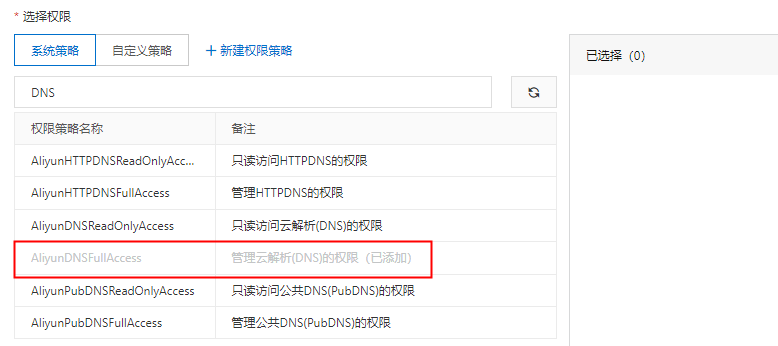 * 选择权限
系统策略 自定义策略 + 新建权限策略
已选择（0）
DNS
权限策略名称 备注
AliyunHTTPDNSReadOnlyAcc... 只读访问HTTPDNS的权限
AliyunHTTPDNSFullAccess 管理HTTPDNS的权限
AliyunDNSReadOnlyAccess 只读访问云解析(DNS)的权限
AliyunDNSFullAccess 管理云解析(DNS)的权限（已添加）
AliyunPubDNSReadOnlyAccess 只读访问公共DNS(PubDNS)的权限
AliyunPubDNSFullAccess 管理公共DNS(PubDNS)的权限